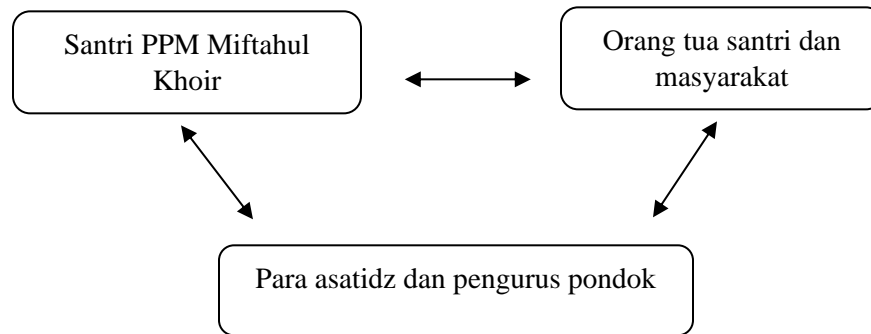 Santri PPM Miftahul
Khoir
Orang tua santri dan
masyarakat
Para asatidz dan pengurus pondok